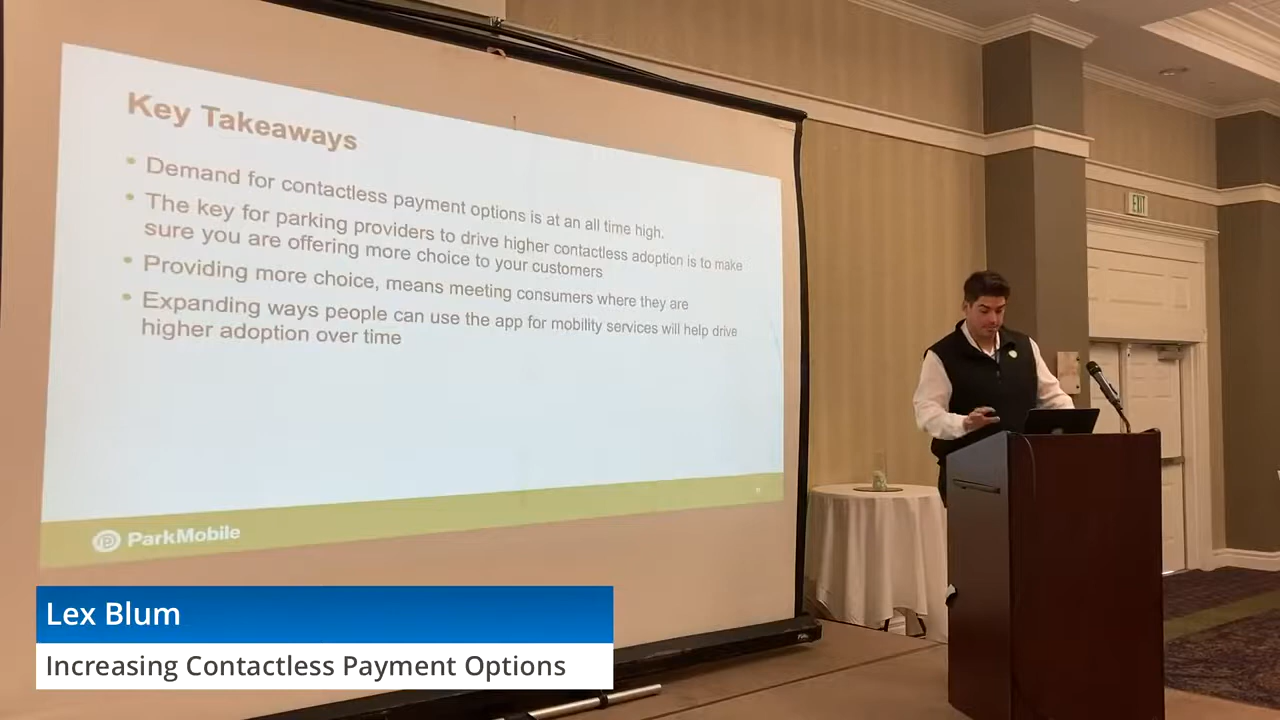 Key Takeaways
• Demand for contactless payment options is at an all time high.
• The key for parking providers to drive higher contactless adoption is to make
sure you are offering more choice to your customers
• Providing more choice, means meeting consumers where they are
• Expanding ways people can use the app for mobility services will help drive
higher adoption over time
ParkMobile
EXIT
Lex Blum
Increasing Contactless Payment Options